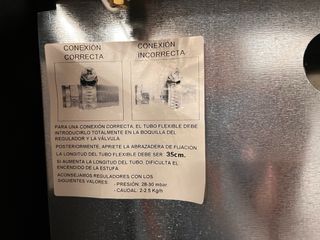 CONEXIÓN CORRECTA
CONEXIÓN INCORRECTA
PARA UNA CONEXIÓN CORRECTA, EL TUBO FLEXIBLE DEBE
INTRODUCIRLO TOTALMENTE EN LA BOQUILLA DEL
REGULADOR Y LA VÁLVULA.
POSTERIORMENTE, APRIETE LA ABRAZADERA DE FIJACION
LA LONGITUD DEL TUBO FLEXIBLE DEBE SER 35cm.
SI AUMENTA LA LONGITUD DEL TUBO, DIFICULTA EL
ENCENDIDO DE LA ESTUFA
ACONSEJAMOS REGULADORES CON LOS
SIGUIENTES VALORES: - PRESIÓN: 28-30 mbar
- CAUDAL: 2-2.5 Kg/h